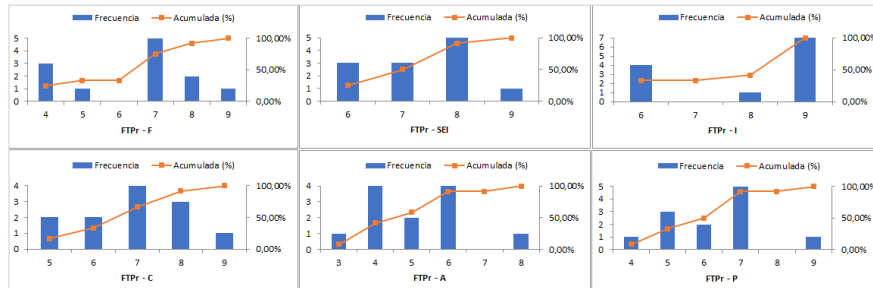 Frecuencia Acumulada (%)
5 100,00%
4
3 50,00%
2
1
0 0,00%
4 5 6 7 8 9
FTPr - F
Frecuencia Acumulada (%)
5 100,00%
4
3 50,00%
2
1
0 0,00%
6 7 8 9
FTPr - SEI
Frecuencia Acumulada (%)
7 100,00%
6
5
4 50,00%
3
2
1
0 0,00%
6 7 8 9
FTPr - I
Frecuencia Acumulada (%)
4 100,00%
3
2 50,00%
1
0 0,00%
5 6 7 8 9
FTPr - C
Frecuencia Acumulada (%)
4 100,00%
3
2 50,00%
1
0 0,00%
3 4 5 6 7 8
FTPr - A
Frecuencia Acumulada (%)
5 100,00%
4
3 50,00%
2
1
0 0,00%
4 5 6 7 8 9
FTPr - P